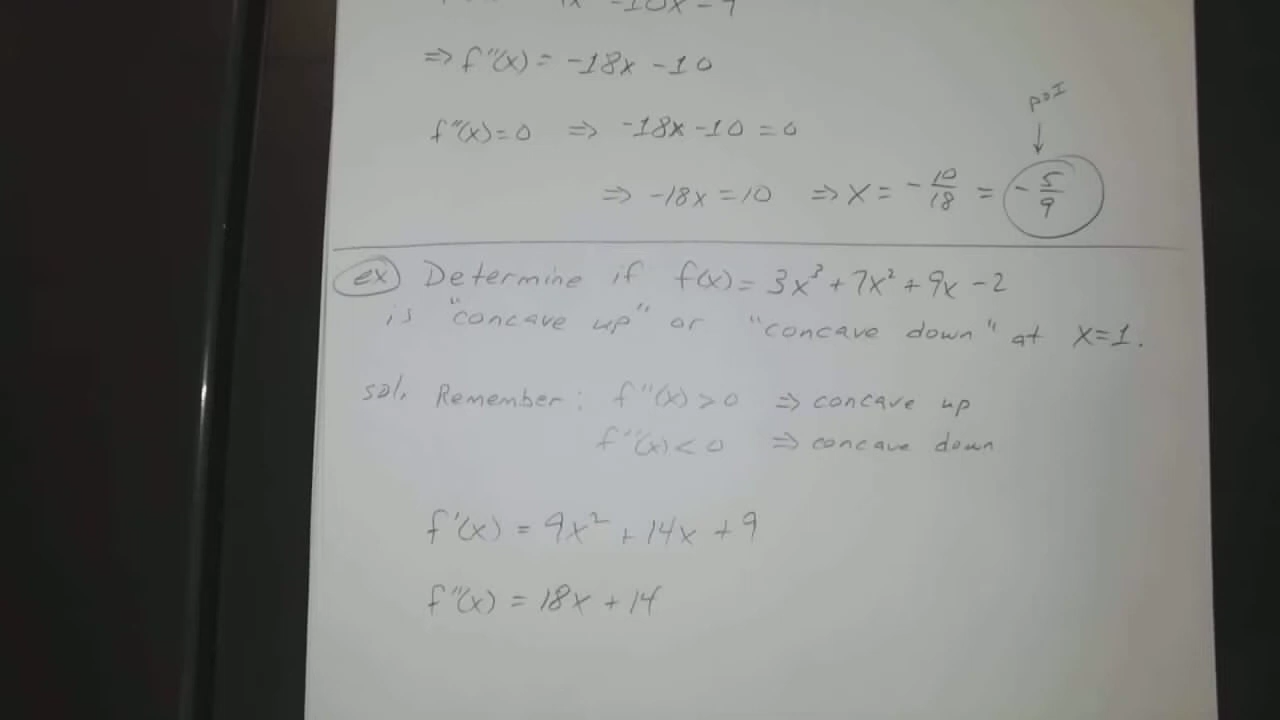 -10x-9
⇒ f''(x) = -18x -10
POI
↓
f''(x)=0 ⇒ -18x-10 = 0
⇒ -18x = 10 ⇒ x = -10/18 = -5/9
ex Determine if f(x) = 3x³ + 7x² + 9x - 2
is "concave up" or "concave down" at x=1.
sol. Remember: f''(x) > 0 ⇒ concave up
f''(x) < 0 ⇒ concave down
f'(x) = 9x² + 14x + 9
f''(x) = 18x + 14